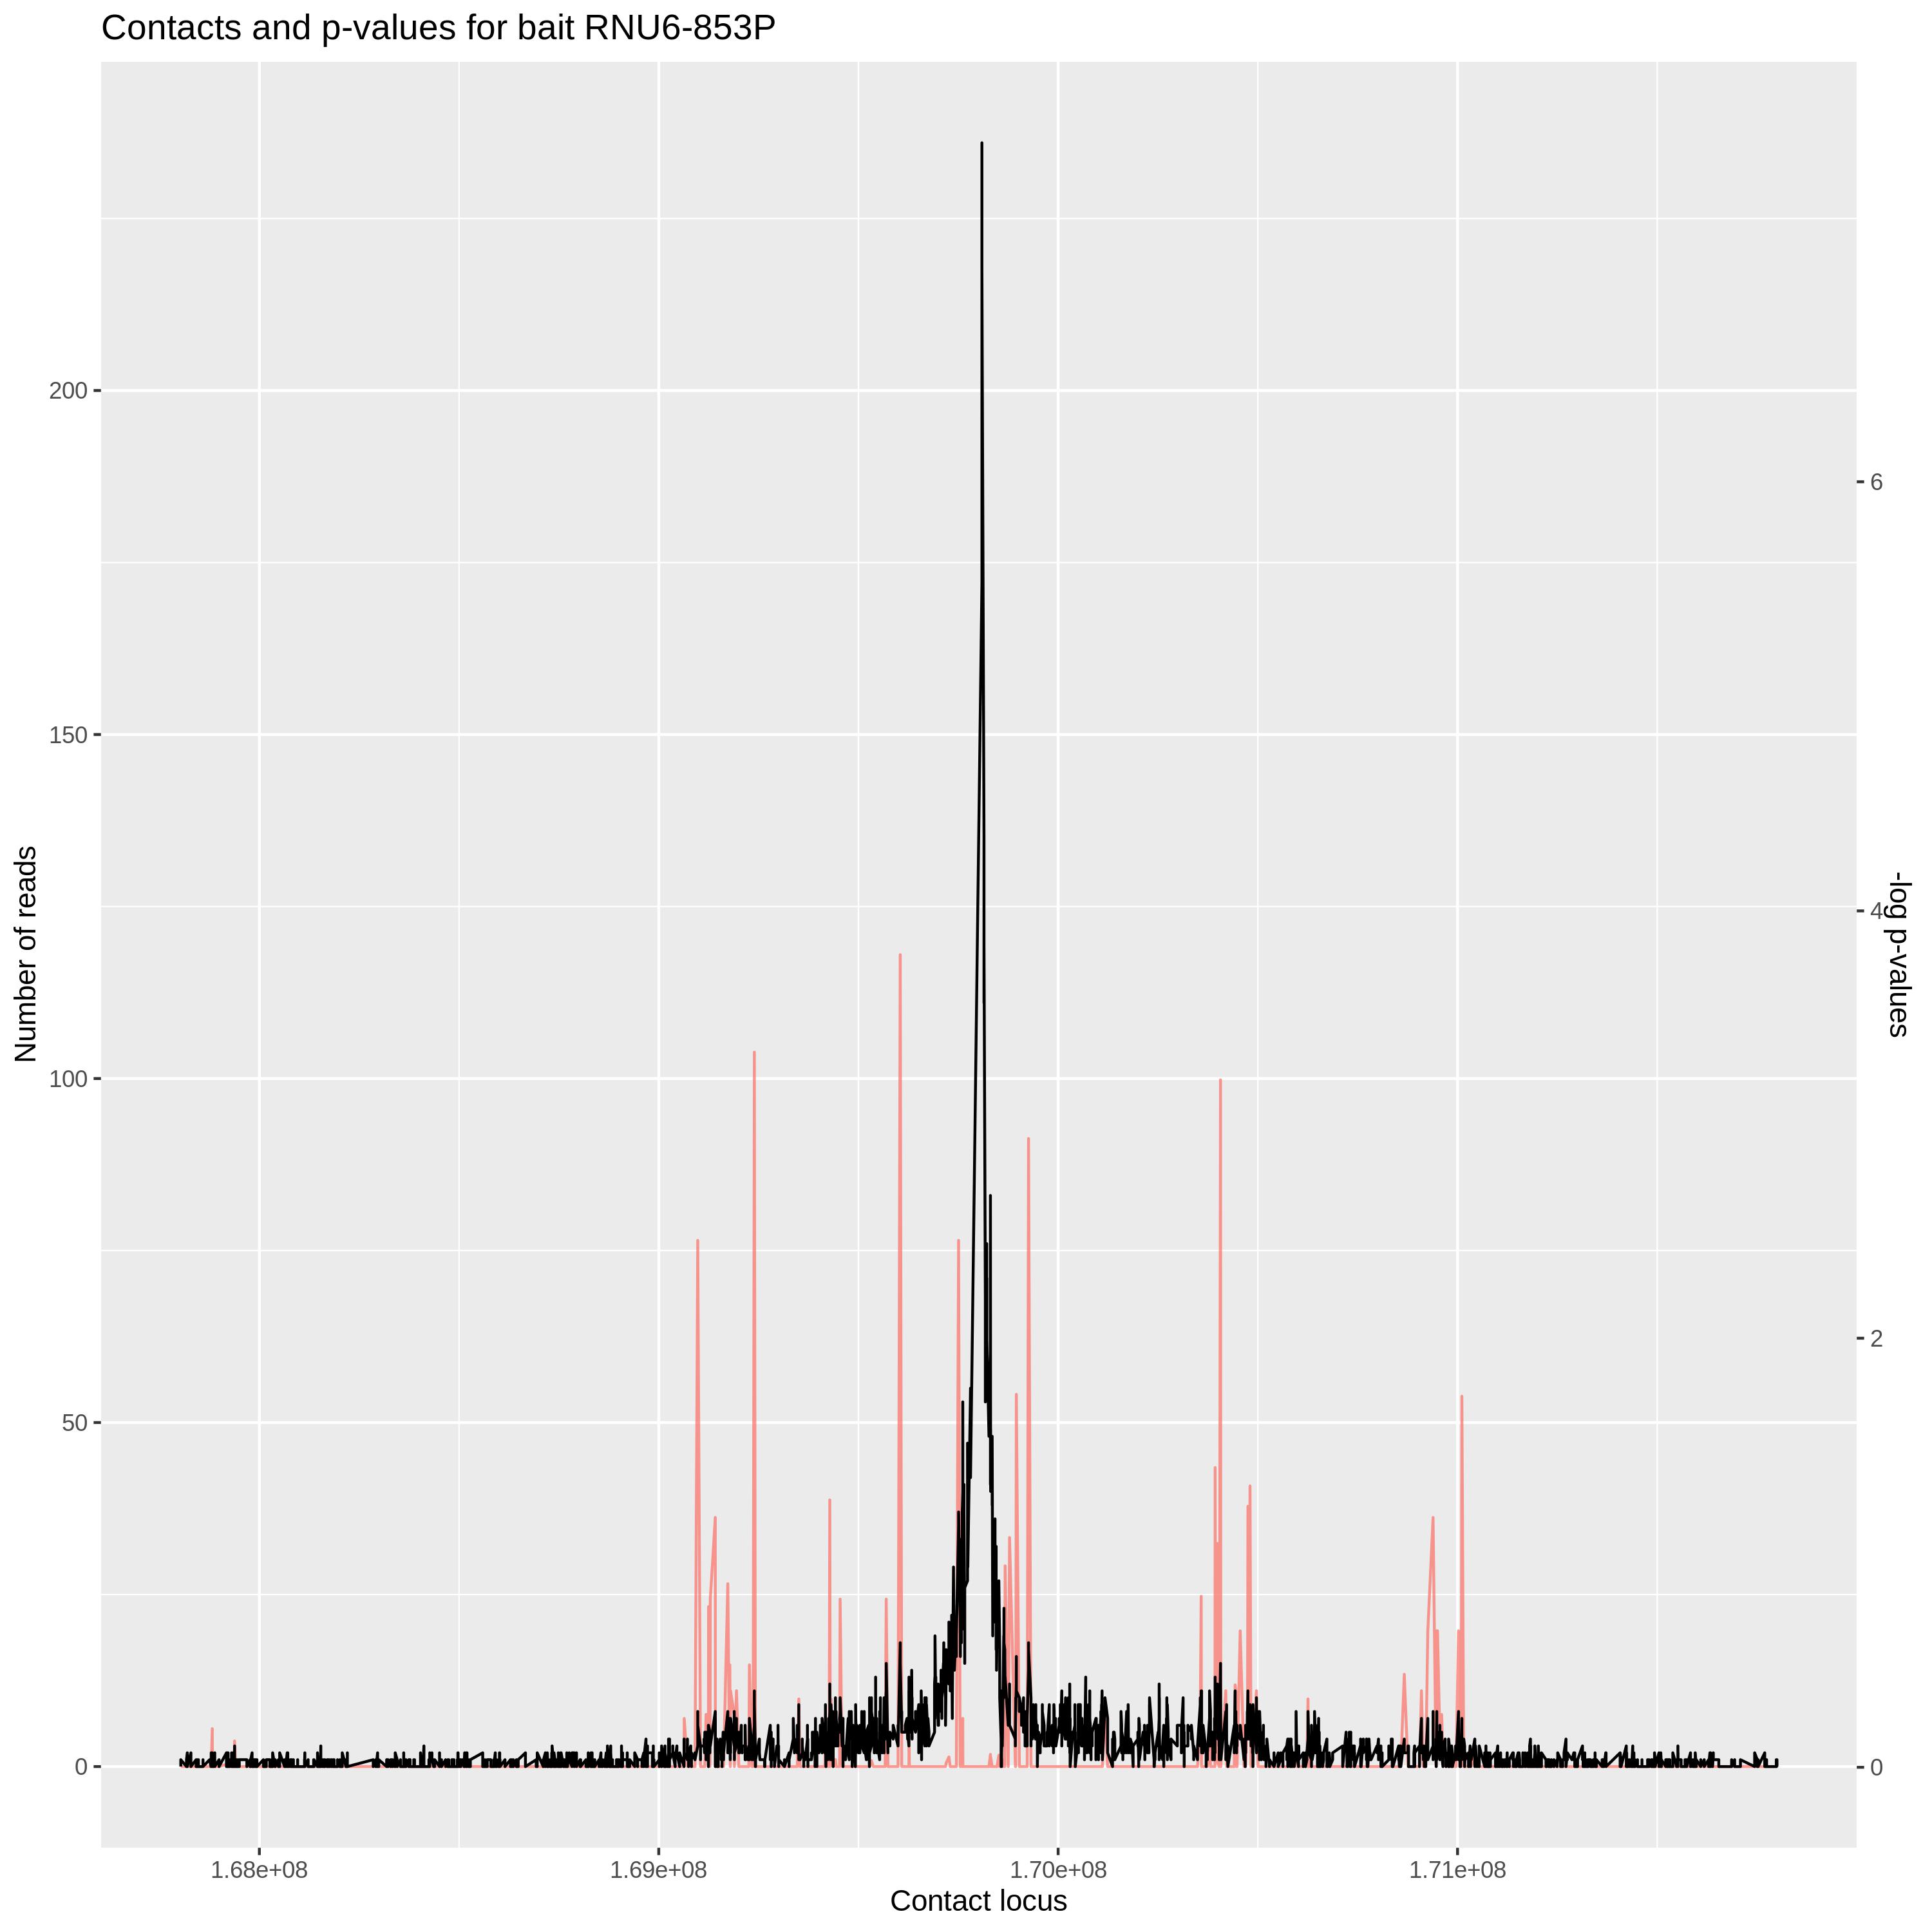 Contacts and p-values for bait RNU6-853P
200
150
100
50
0
Number of reads
6
4
2
0
-log p-values
1.68e+08
1.69e+08
1.70e+08
1.71e+08
Contact locus